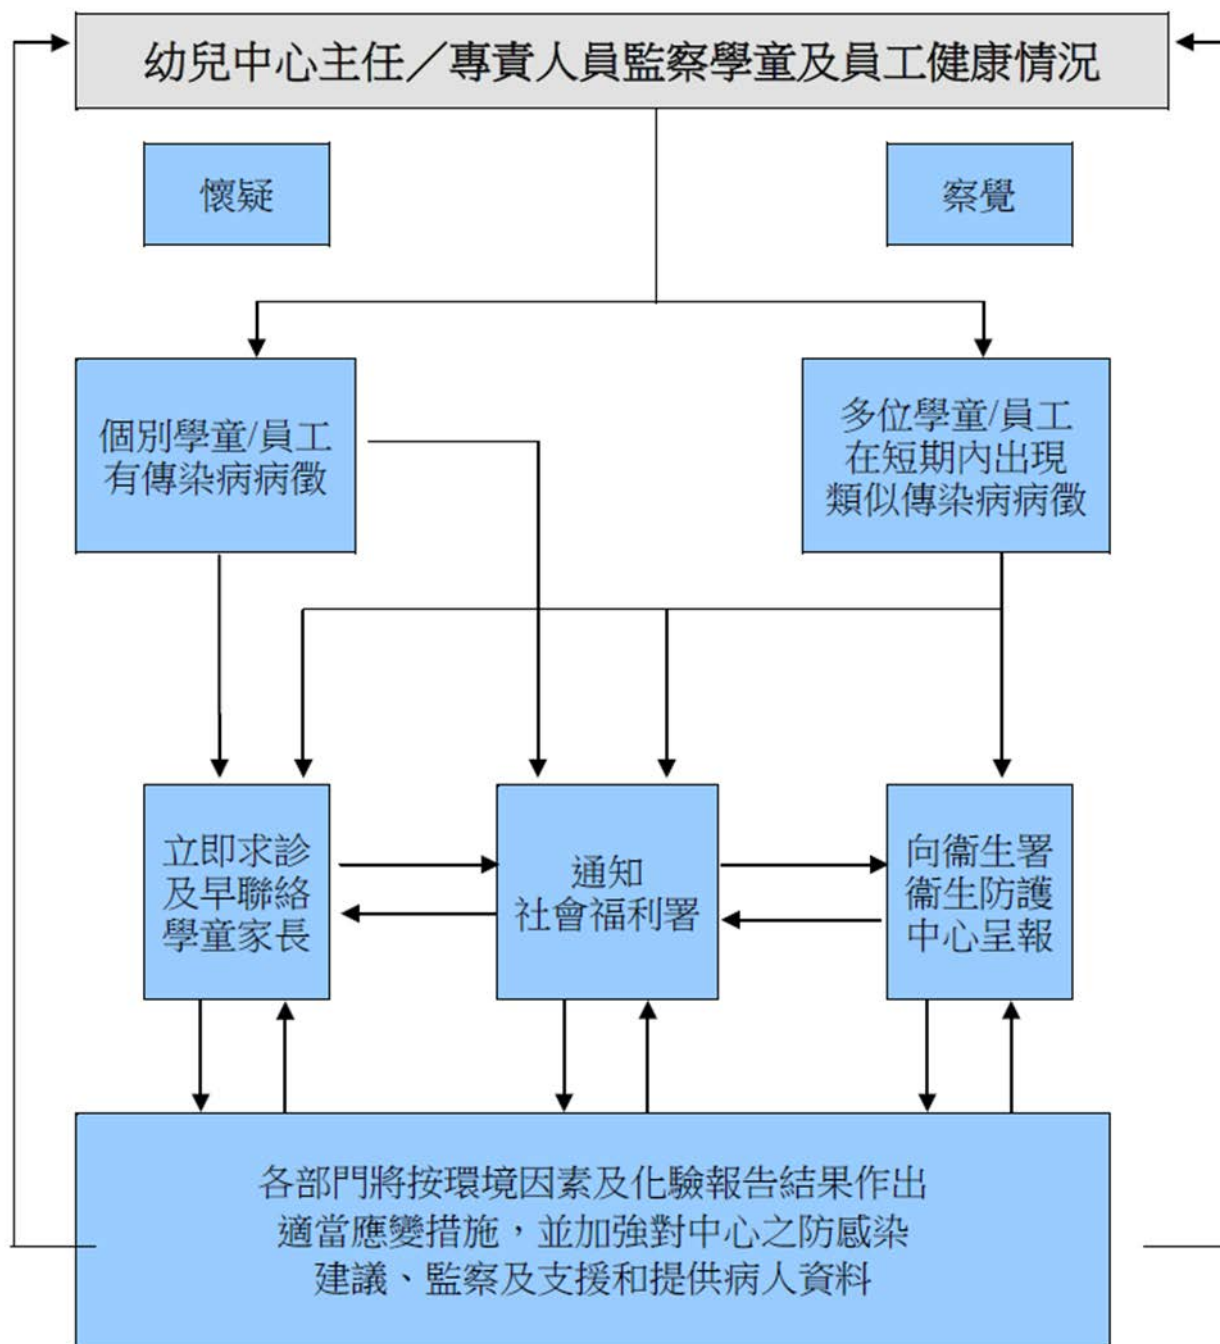 幼兒中心主任／專責人員監察學童及員工健康情況
懷疑
察覺
個別學童/員工
有傳染病病徵
多位學童/員工
在短期內出現
類似傳染病病徵
立即求診
及早聯絡
學童家長
通知
社會福利署
向衞生署
衞生防護
中心呈報
各部門將按環境因素及化驗報告結果作出
適當應變措施，並加強對中心之防感染
建議、監察及支援和提供病人資料